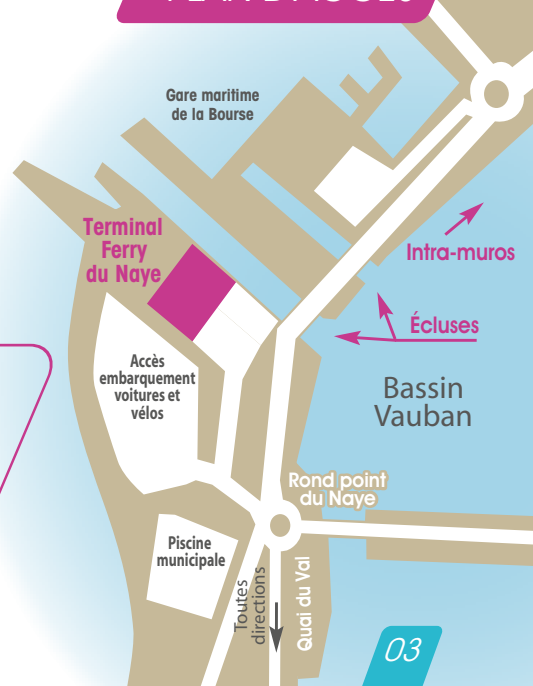 Gare maritime
de la Bourse
Terminal
Ferry
du Naye
Intra-muros
Écluses
Accès
embarquement
voitures et
vélos
Bassin
Vauban
Rond point
du Naye
Piscine
municipale
Toutes
directions
Quai du Val
03